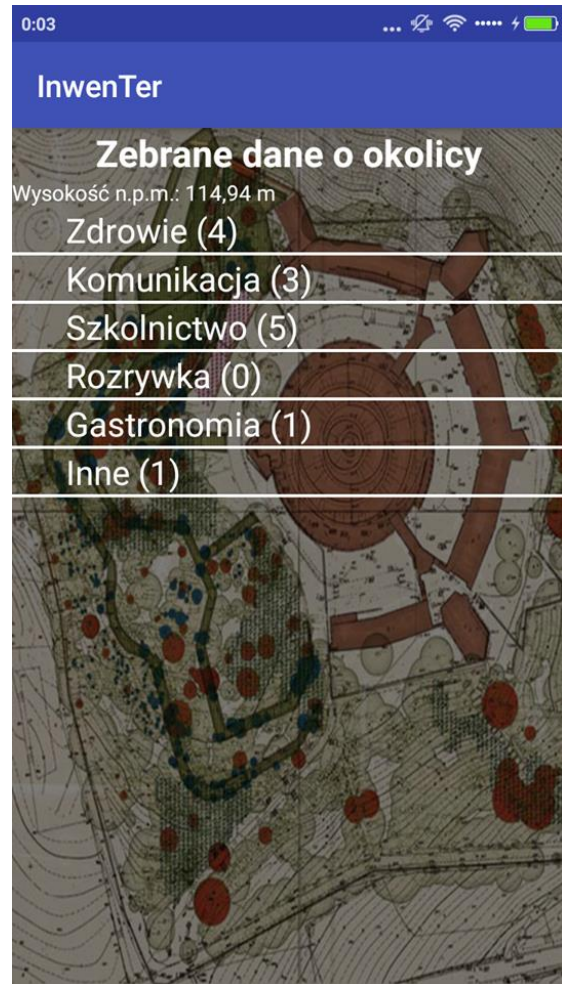 0:03
InwenTer
Zebrane dane o okolicy
Wysokość n.p.m.: 114,94 m
Zdrowie (4)
Komunikacja (3)
Szkolnictwo (5)
Rozrywka (0)
Gastronomia (1)
Inne (1)